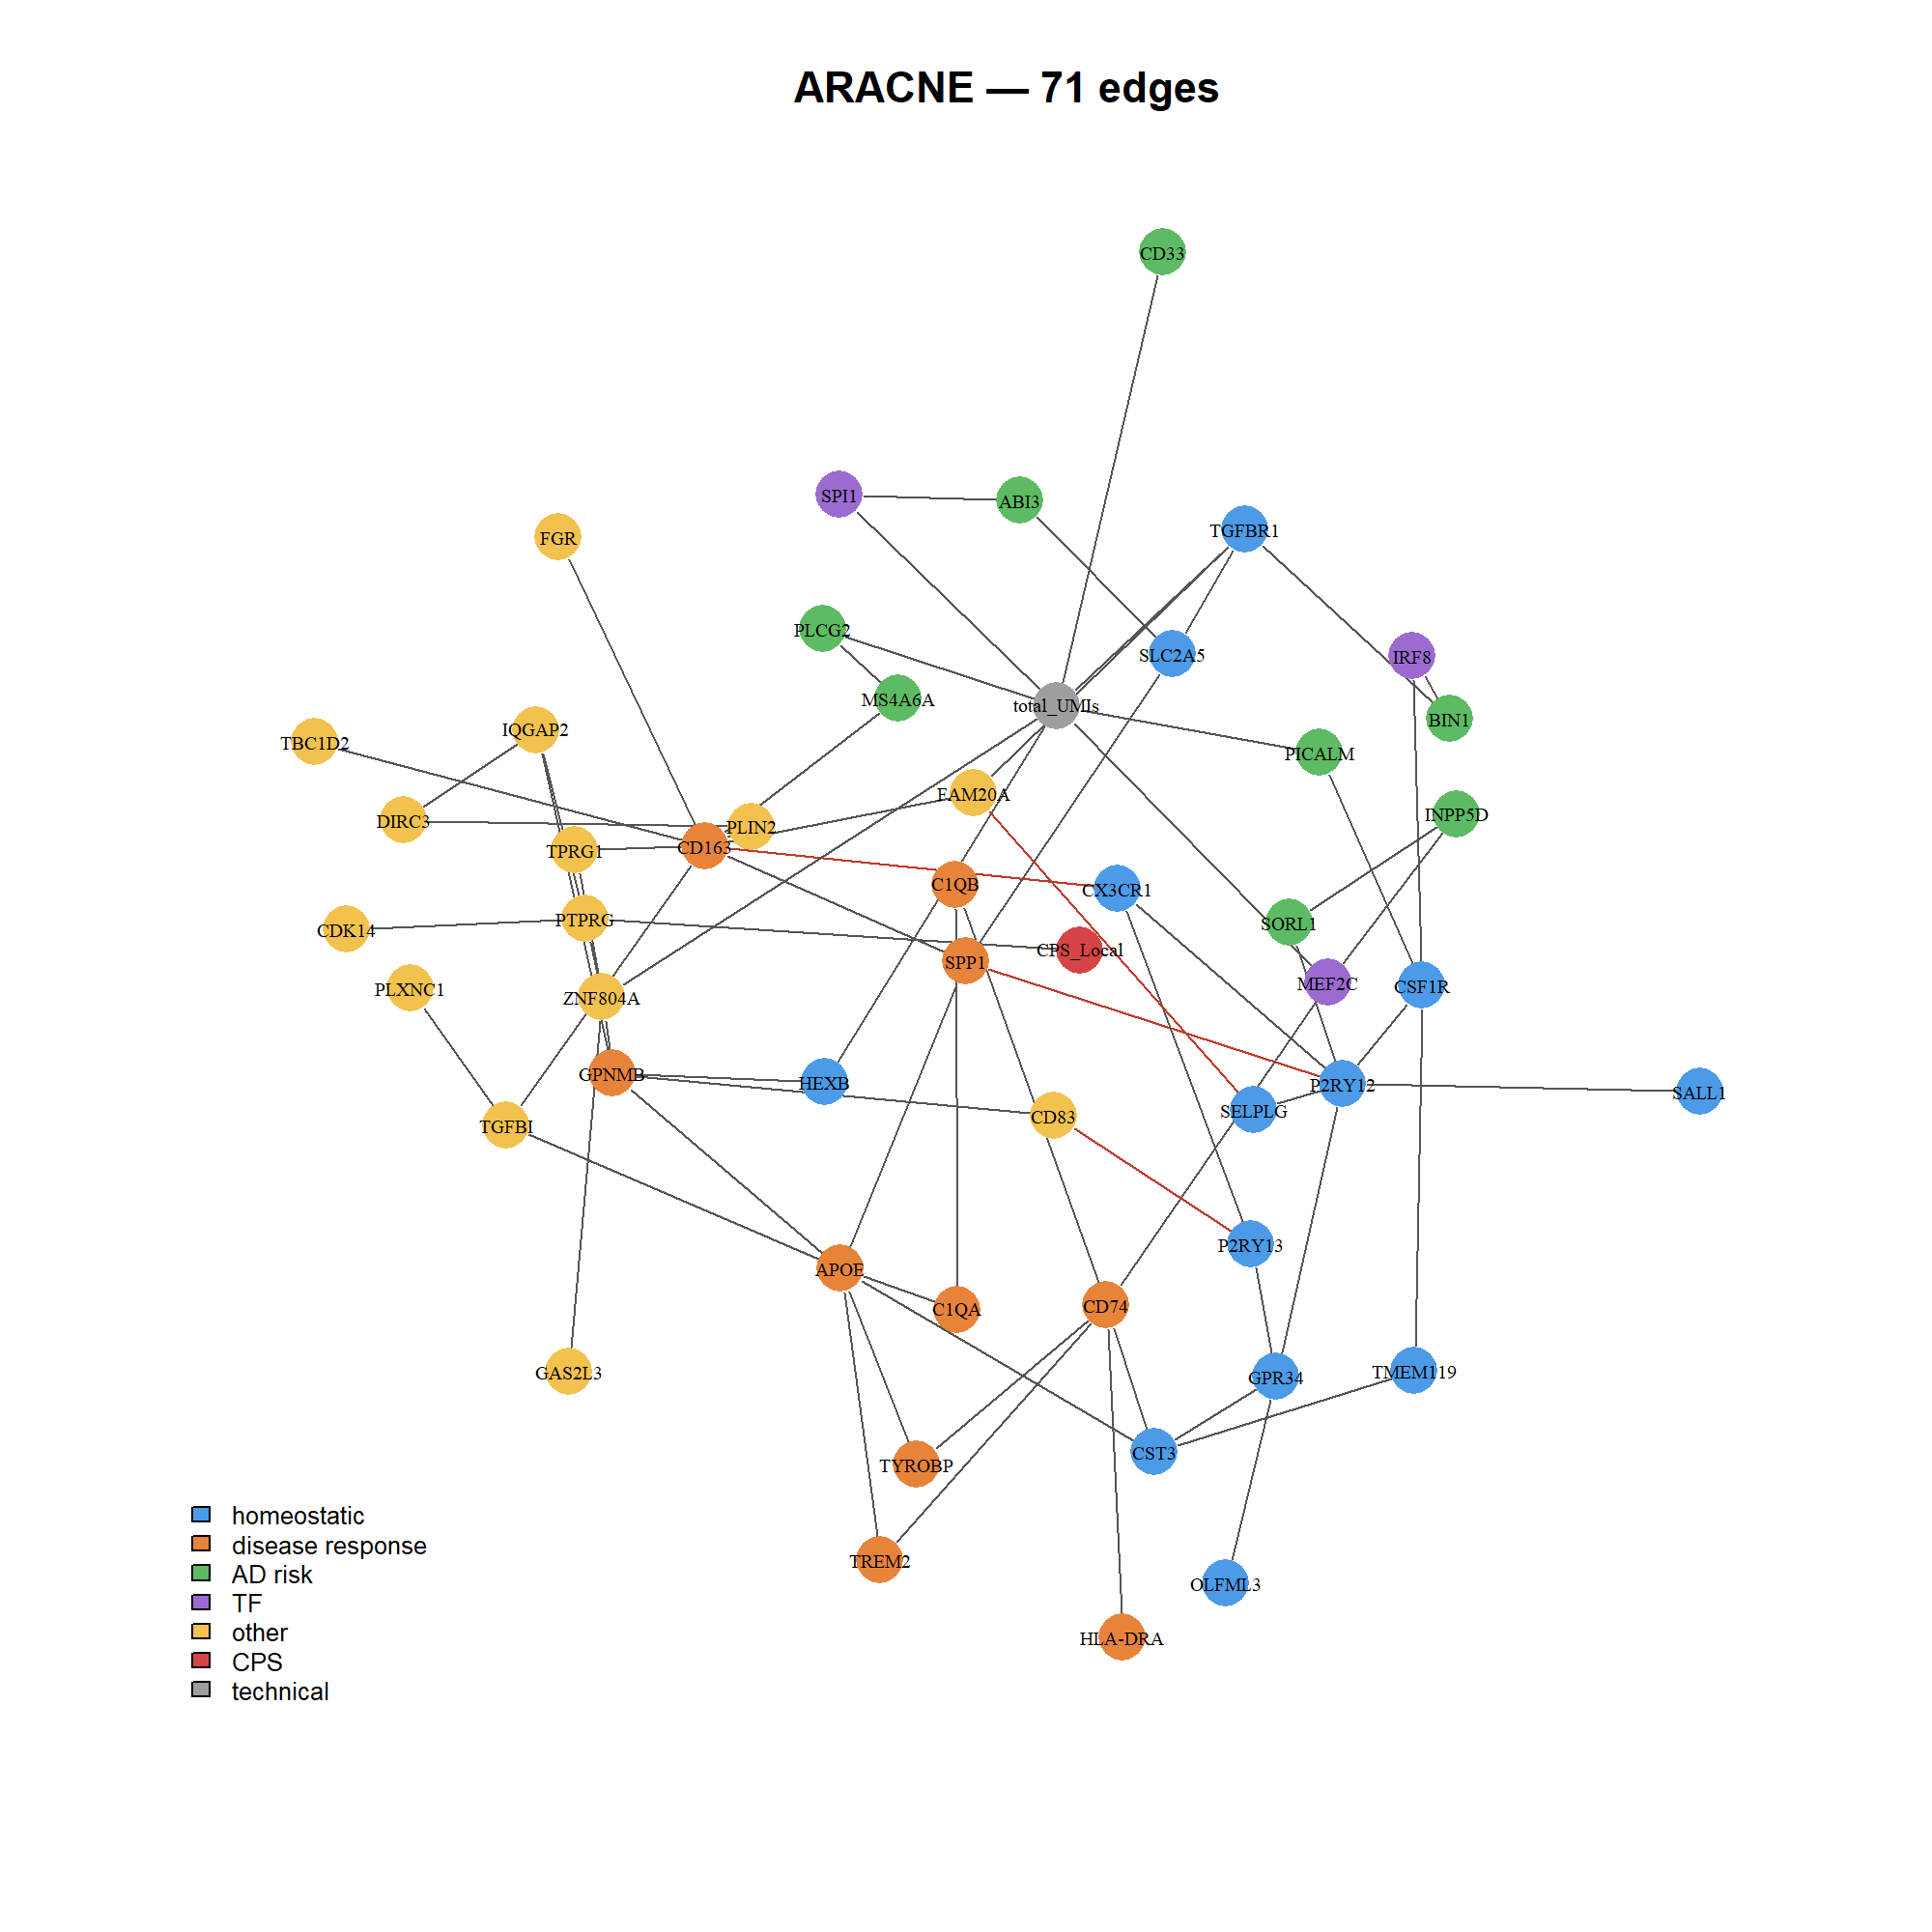 ARACNE — 71 edges
CD33
SPI1
ABI3
TGFBR1
FGR
PLCG2
SLC2A5
IRF8
MS4A6A
total_UMIs
BIN1
IQGAP2
TBC1D2
PICALM
FAM20A
INPP5D
DIRC3
PLIN2
CD163
TPRG1
C1QB
CX3CR1
PTPRG
SORL1
CDK14
CPS_Local
SPP1
MEF2C
CSF1R
PLXNC1
ZNF804A
GPNMB
HEXB
P2RY12
SALL1
SELPLG
CD83
TGFBI
P2RY13
APOE
C1QA
CD74
GAS2L3
GPR34
TMEM119
CST3
TYROBP
TREM2
OLFML3
HLA-DRA
homeostatic
disease response
AD risk
TF
other
CPS
technical